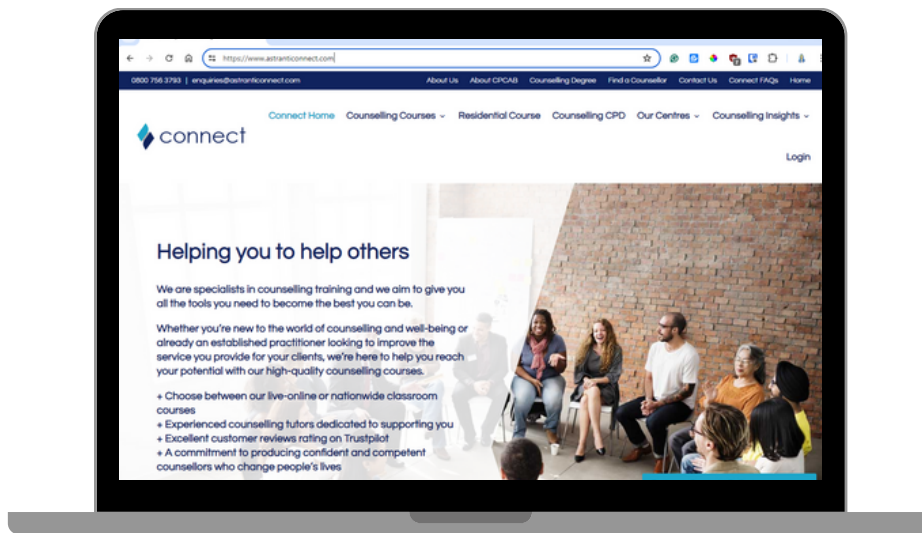 https://www.astranticonnect.com
0800 756 3793 | enquiries@astranticonnect.com About Us About CPCAB Counselling Degree Find a Counsellor Contact Us Connect FAQs Home
Connect Home Counselling Courses Residential Course Counselling CPD Our Centres Counselling Insights
connect
Login
Helping you to help others
We are specialists in counselling training and we aim to give you
all the tools you need to become the best you can be.
Whether you're new to the world of counselling and well-being or
already an established practitioner looking to improve the
service you provide for your clients, we're here to help you reach
your potential with our high-quality counselling courses.
+ Choose between our live-online or nationwide classroom
courses
+ Experienced counselling tutors dedicated to supporting you
+ Excellent customer reviews rating on Trustpilot
+ A commitment to producing confident and competent
counsellors who change people's lives